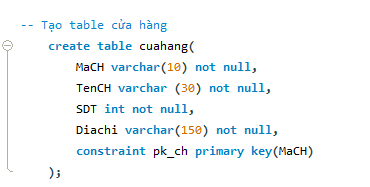 -- Tạo table cửa hàng
create table cuahang(
MaCH varchar(10) not null,
TenCH varchar (30) not null,
SDT int not null,
Diachi varchar(150) not null,
constraint pk_ch primary key(MaCH)
);